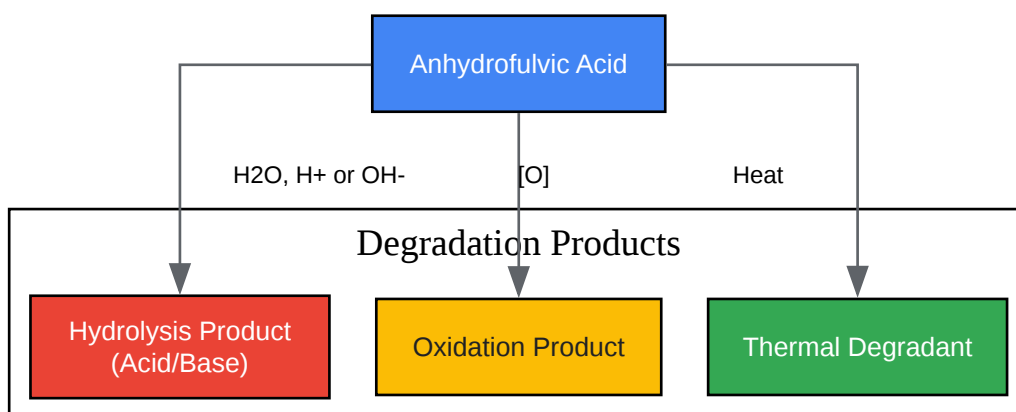 Anhydrofulvic Acid
H2O, H+ or OH-
[O]
Heat
Degradation Products
Hydrolysis Product
(Acid/Base)
Oxidation Product
Thermal Degradant